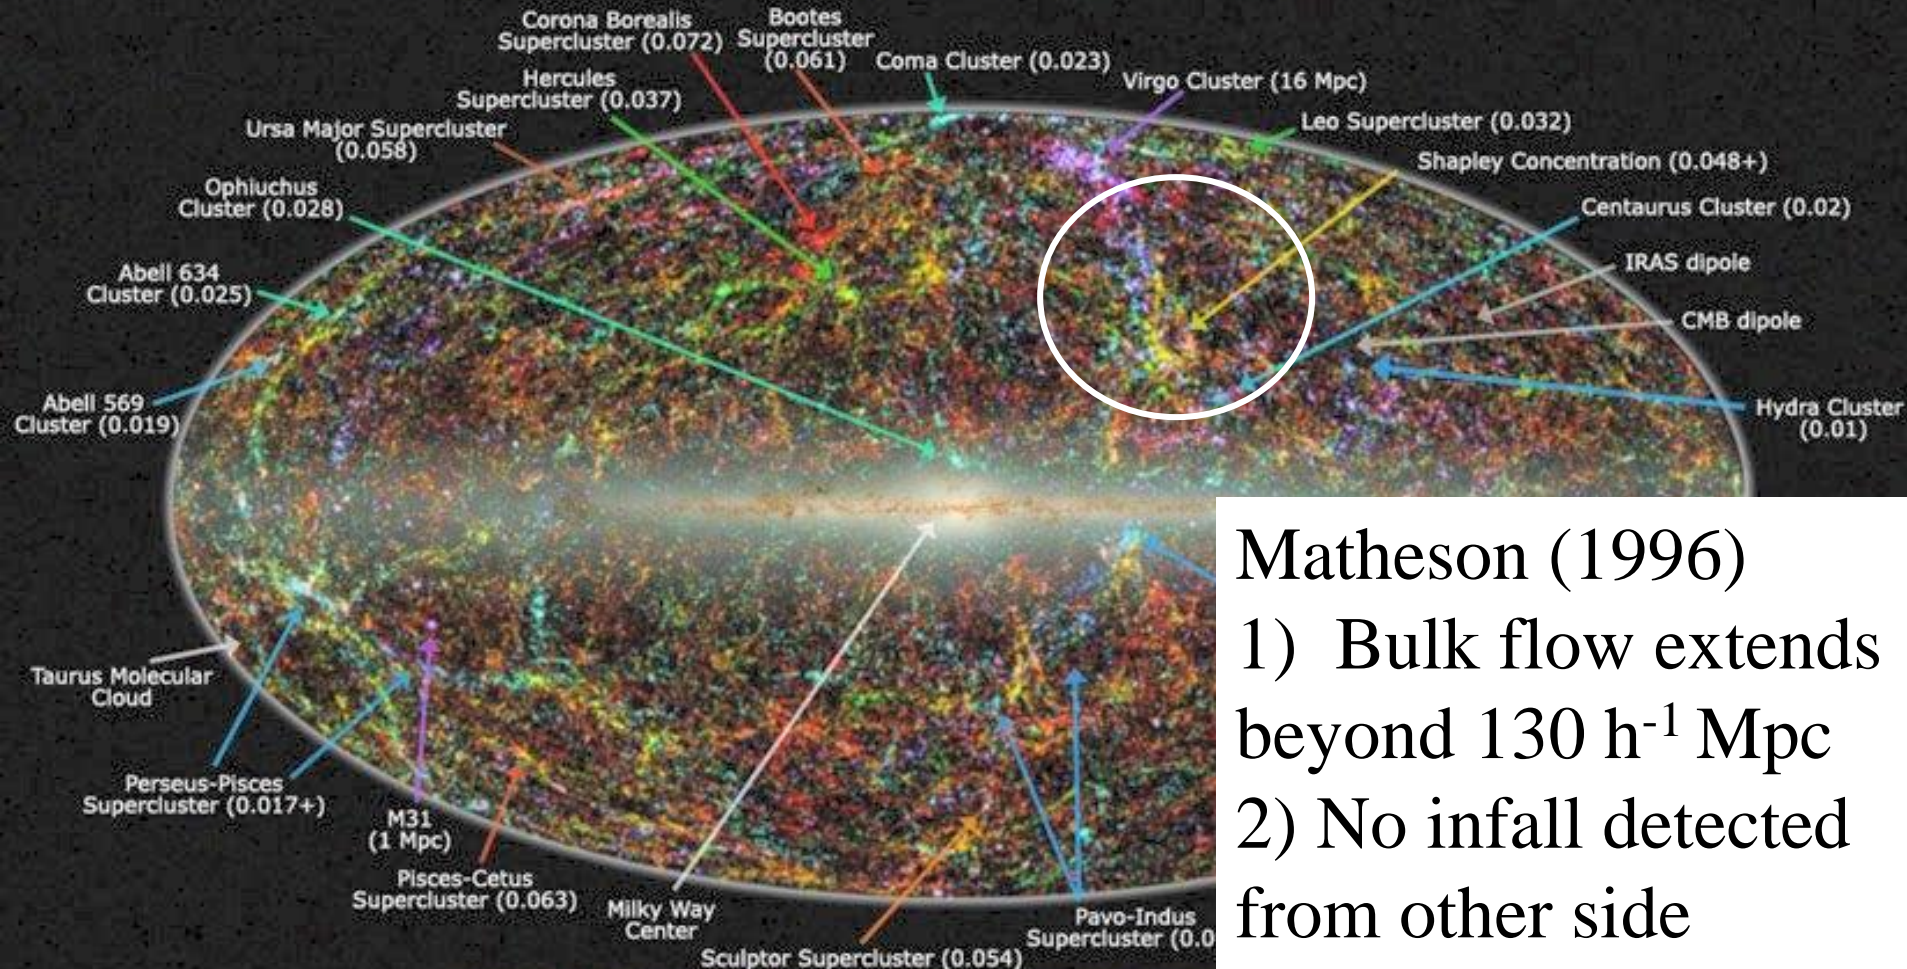 Corona Borealis
Supercluster (0.072)
Bootes
Supercluster
(0.061)
Coma Cluster (0.023)
Virgo Cluster (16 Mpc)
Hercules
Supercluster (0.037)
Leo Supercluster (0.032)
Ursa Major Supercluster
(0.058)
Shapley Concentration (0.048+)
Ophiuchus
Cluster (0.028)
Centaurus Cluster (0.02)
IRAS dipole
Abell 634
Cluster (0.025)
CMB dipole
Abell 569
Cluster (0.019)
Hydra Cluster
(0.01)
Matheson (1996)
1) Bulk flow extends
beyond 130 h⁻¹ Mpc
2) No infall detected
from other side
Taurus Molecular
Cloud
Perseus-Pisces
Supercluster (0.017+)
M31
(1 Mpc)
Pisces-Cetus
Supercluster (0.063)
Milky Way
Center
Sculptor Supercluster (0.054)
Pavo-Indus
Supercluster (0.0